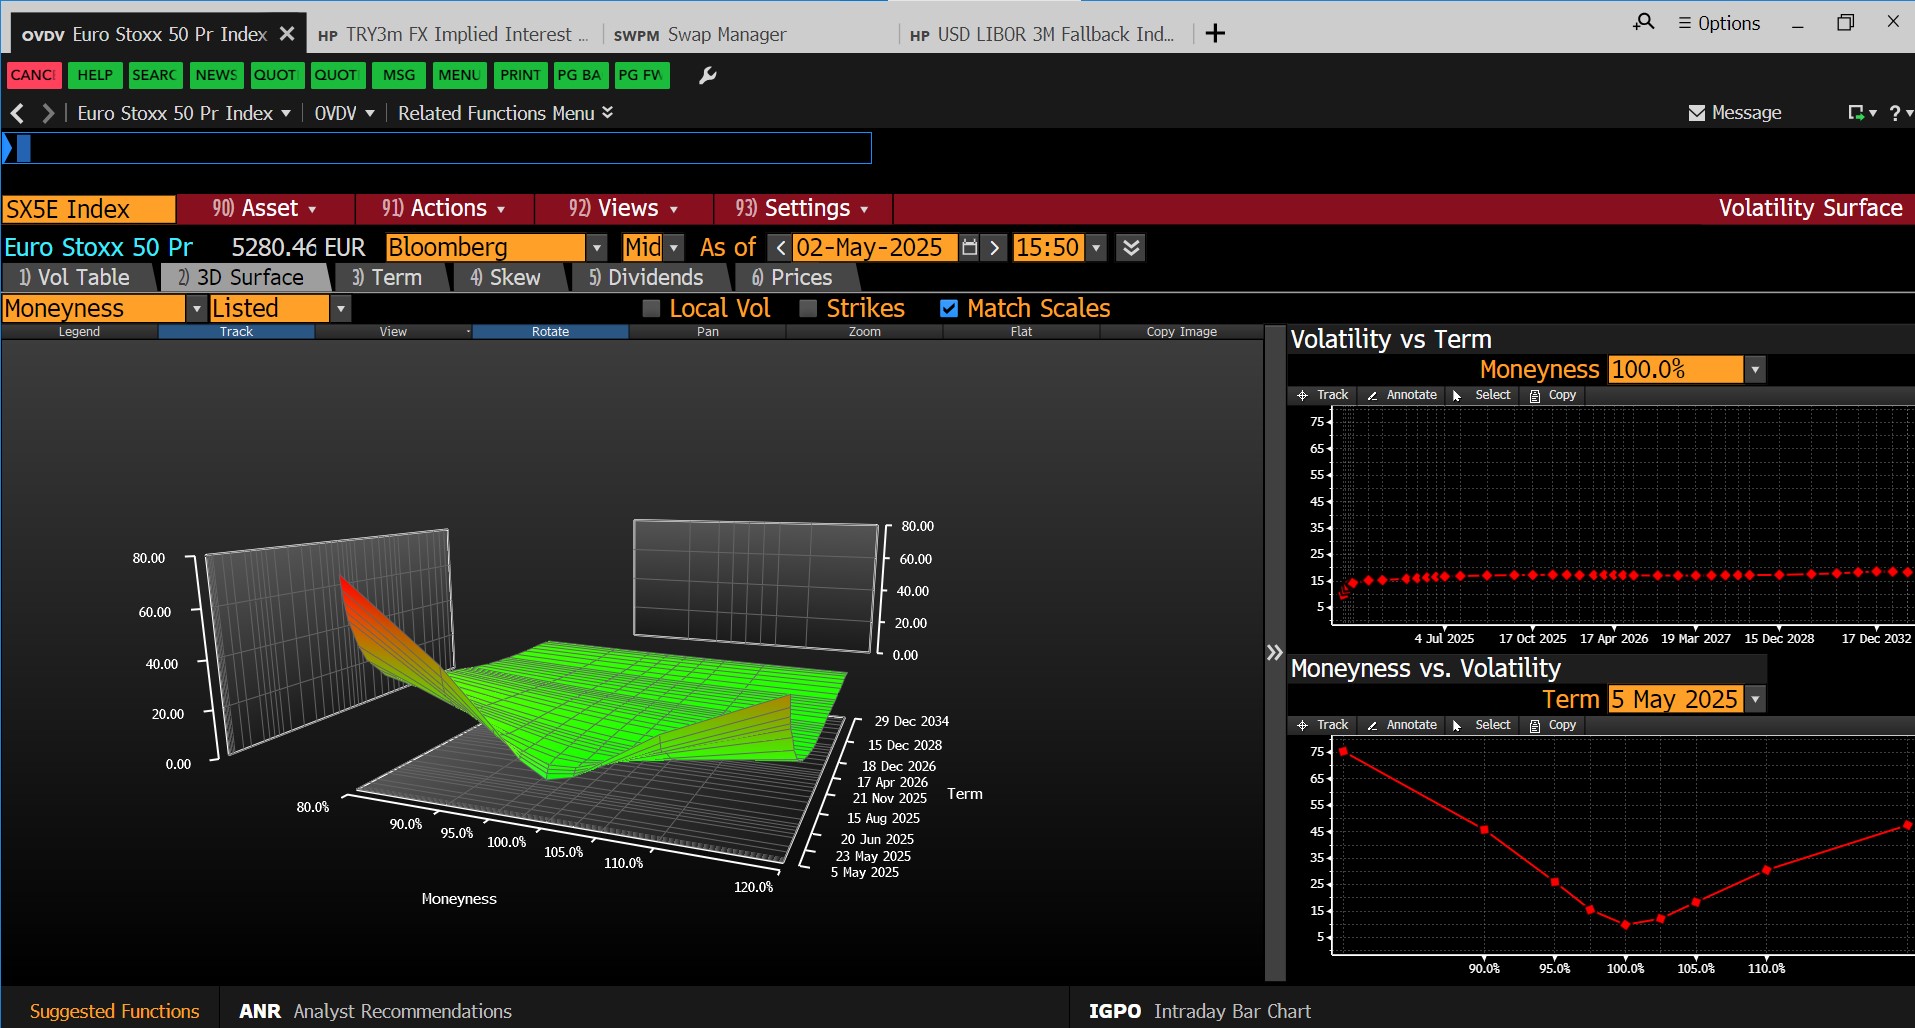 OVDV Euro Stoxx 50 Pr Index HP TRY3m FX Implied Interest ... SWPM Swap Manager HP USD LIBOR 3M Fallback Ind... Options
CANC HELP SEARC NEWS QUOT QUOT MSG MENU PRINT PG BA PG FW
Euro Stoxx 50 Pr Index OVDV Related Functions Menu Message ?
SX5E Index 90) Asset 91) Actions 92) Views 93) Settings Volatility Surface
Euro Stoxx 50 Pr 5280.46 EUR Bloomberg Mid As of 02-May-2025 15:50
1) Vol Table 2) 3D Surface 3) Term 4) Skew 5) Dividends 6) Prices
Moneyness Listed Local Vol Strikes Match Scales
Legend Track View Rotate Pan Zoom Flat Copy Image
80.00
60.00
40.00
20.00
0.00
80.00
60.00
40.00
20.00
0.00
29 Dec 2034
15 Dec 2028
18 Dec 2026
17 Apr 2026
21 Nov 2025
15 Aug 2025
20 Jun 2025
23 May 2025
5 May 2025
Term
80.0%
90.0%
95.0%
100.0%
105.0%
110.0%
120.0%
Moneyness
Volatility vs Term
Moneyness 100.0%
Track Annotate Select Copy
75
65
55
45
35
25
15
5
4 Jul 2025 17 Oct 2025 17 Apr 2026 19 Mar 2027 15 Dec 2028 17 Dec 2032
Moneyness vs. Volatility
Term 5 May 2025
Track Annotate Select Copy
75
65
55
45
35
25
15
5
90.0% 95.0% 100.0% 105.0% 110.0%
Suggested Functions ANR Analyst Recommendations IGPO Intraday Bar Chart